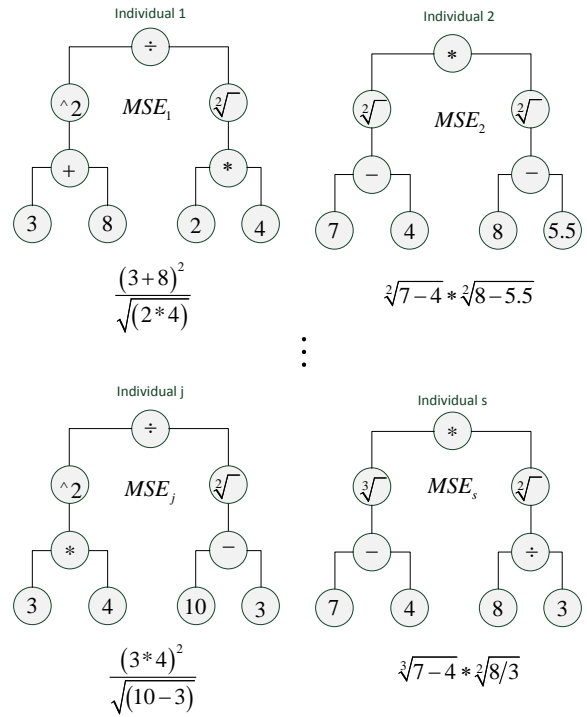 Individual 1
÷
^2 MSE₁ ²√
+ *
3 8 2 4
(3+8)²
√(2*4)
Individual 2
*
²√ MSE₂ ²√
− −
7 4 8 5.5
²√7−4 * ²√8−5.5
⋮
Individual j
÷
^2 MSEⱼ ²√
* −
3 4 10 3
(3*4)²
√(10−3)
Individual s
*
³√ MSEₛ ²√
− ÷
7 4 8 3
³√7−4 * ²√8/3